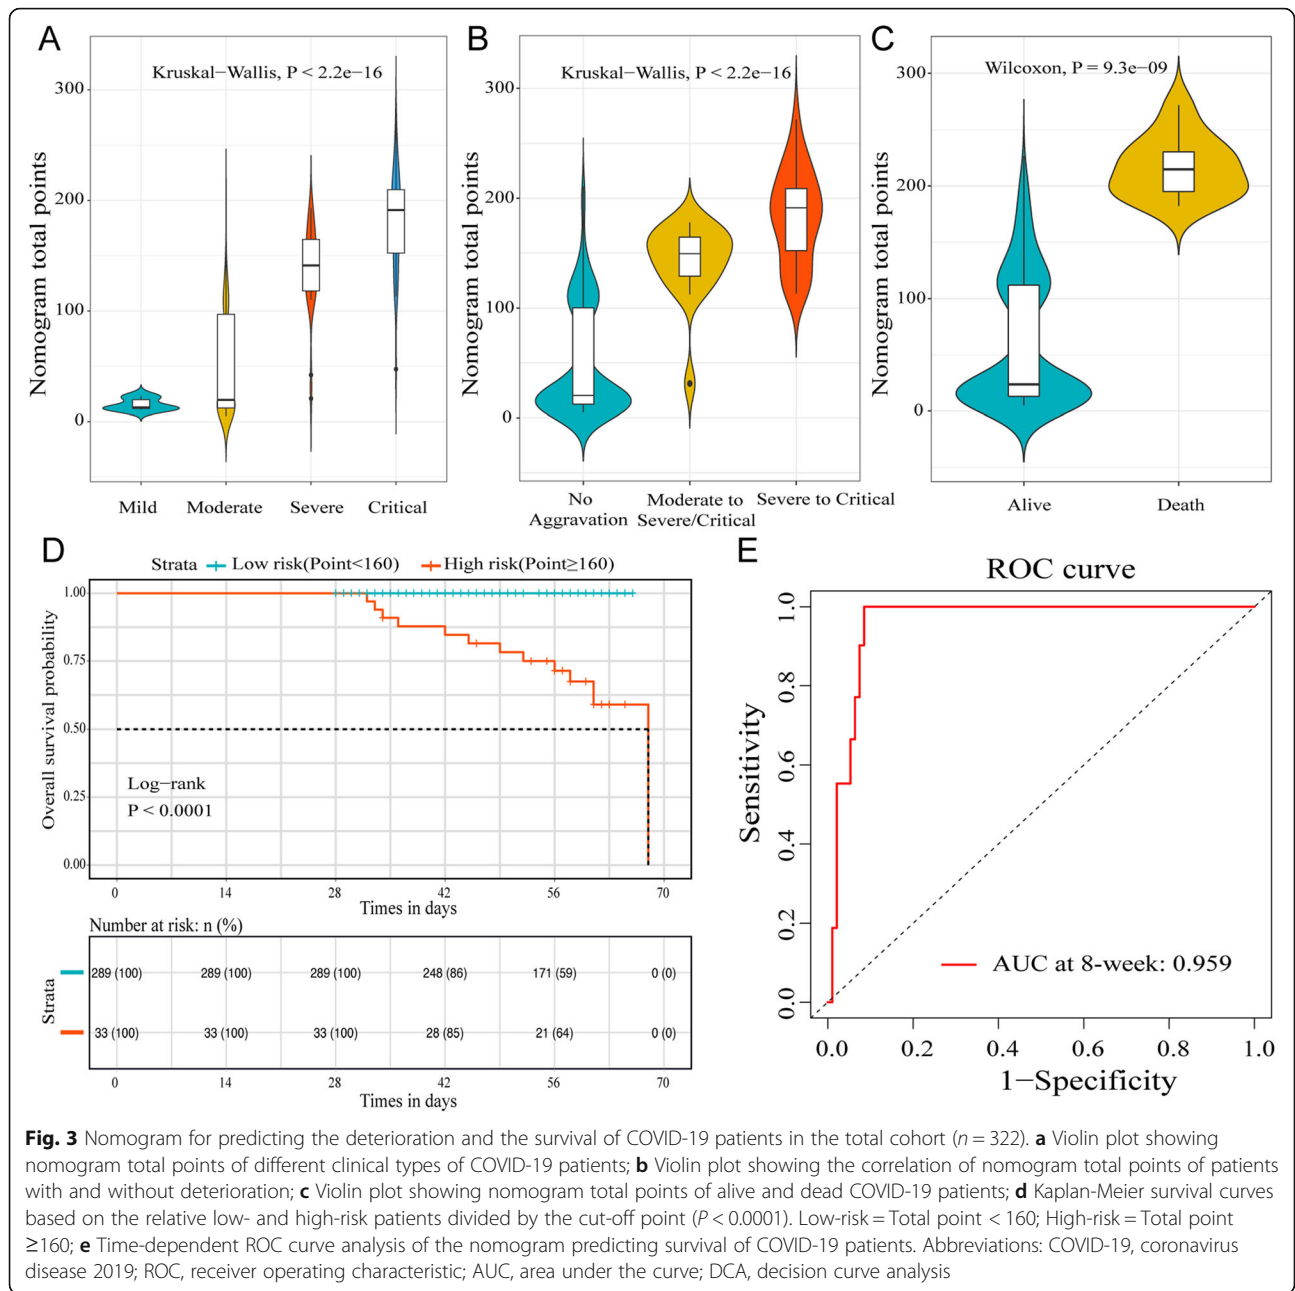 A
Kruskal−Wallis, P < 2.2e−16
Nomogram total points
300
200
100
0
Mild Moderate Severe Critical
B
Kruskal−Wallis, P < 2.2e−16
Nomogram total points
300
200
100
0
No Aggravation
Moderate to Severe/Critical
Severe to Critical
C
Wilcoxon, P = 9.3e−09
Nomogram total points
300
200
100
0
Alive Death
D
Strata Low risk(Point<160) High risk(Point≥160)
Overall survival probability
1.00
0.75
0.50
0.25
0.00
Log−rank
P < 0.0001
0 14 28 42 56 70
Times in days
Number at risk: n (%)
Strata
289 (100) 289 (100) 289 (100) 248 (86) 171 (59) 0 (0)
33 (100) 33 (100) 33 (100) 28 (85) 21 (64) 0 (0)
0 14 28 42 56 70
Times in days
E
ROC curve
Sensitivity
1.0
0.8
0.6
0.4
0.2
0.0
AUC at 8-week: 0.959
0.0 0.2 0.4 0.6 0.8 1.0
1−Specificity
Fig. 3 Nomogram for predicting the deterioration and the survival of COVID-19 patients in the total cohort (n = 322). a Violin plot showing
nomogram total points of different clinical types of COVID-19 patients; b Violin plot showing the correlation of nomogram total points of patients
with and without deterioration; c Violin plot showing nomogram total points of alive and dead COVID-19 patients; d Kaplan-Meier survival curves
based on the relative low- and high-risk patients divided by the cut-off point (P < 0.0001). Low-risk = Total point < 160; High-risk = Total point
≥160; e Time-dependent ROC curve analysis of the nomogram predicting survival of COVID-19 patients. Abbreviations: COVID-19, coronavirus
disease 2019; ROC, receiver operating characteristic; AUC, area under the curve; DCA, decision curve analysis